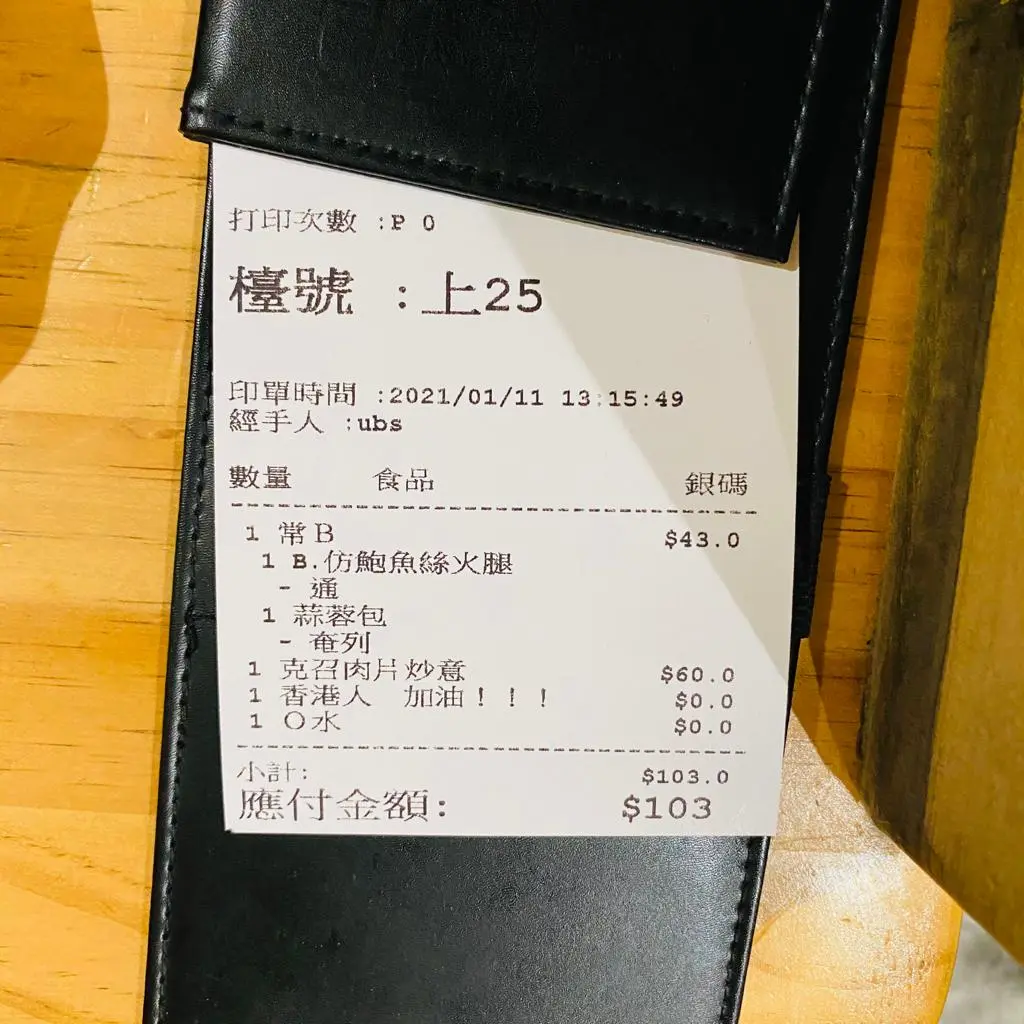 打印次數 :P 0
檯號 :上25
印單時間 :2021/01/11 13:15:49
經手人 :ubs
數量 食品 銀碼
1 常B $43.0
1 B.仿鮑魚絲火腿
- 通
1 蒜蓉包
- 奄列
1 克召肉片炒意 $60.0
1 香港人 加油!!! $0.0
1 〇水 $0.0
小計: $103.0
應付金額: $103